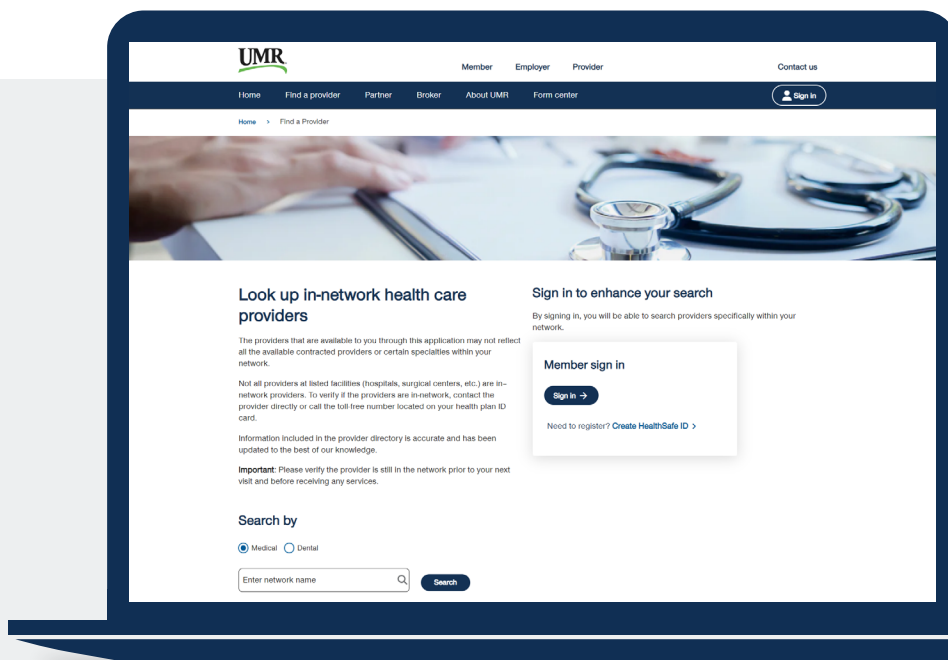 UMR
Member Employer Provider Contact us
Home Find a provider Partner Broker About UMR Form center Sign in
Home > Find a Provider
Look up in-network health care
providers
The providers that are available to you through this application may not reflect
all the available contracted providers or certain specialties within your
network.
Not all providers at listed facilities (hospitals, surgical centers, etc.) are in-
network providers. To verify if the providers are in-network, contact the
provider directly or call the toll-free number located on your health plan ID
card.
Information included in the provider directory is accurate and has been
updated to the best of our knowledge.
Important: Please verify the provider is still in the network prior to your next
visit and before receiving any services.
Search by
Medical Dental
Enter network name Search
Sign in to enhance your search
By signing in, you will be able to search providers specifically within your
network.
Member sign in
Sign in →
Need to register? Create HealthSafe ID >